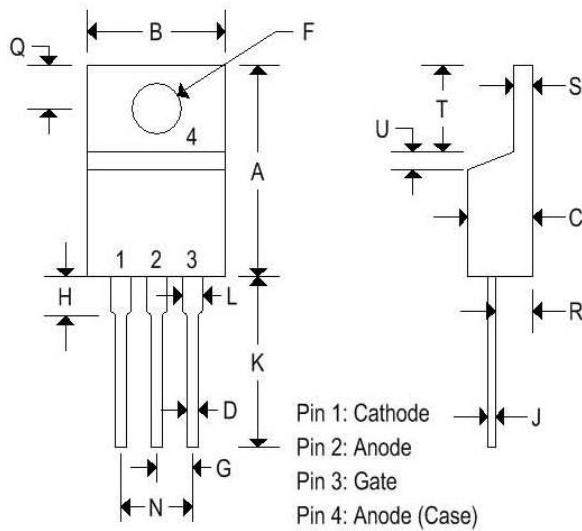 B
F
Q
S
T
4
U
A
C
1 2 3
H
L
R
K
D
J
G
N
Pin 1: Cathode
Pin 2: Anode
Pin 3: Gate
Pin 4: Anode (Case)